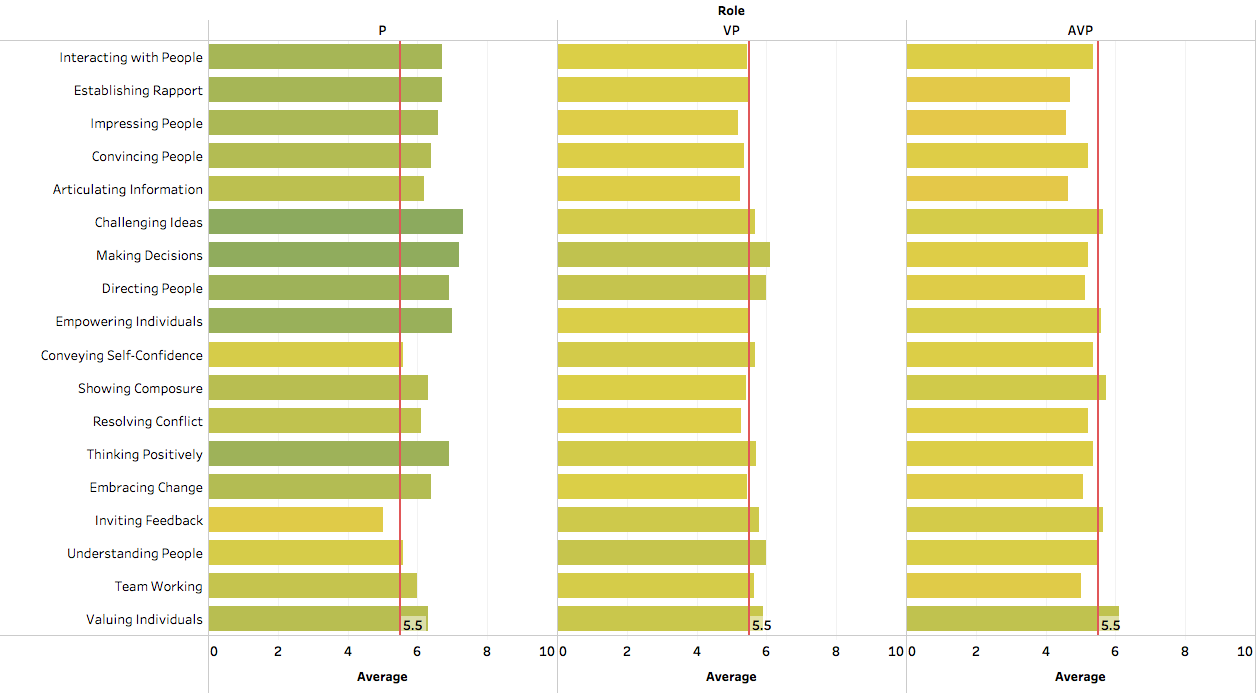 Role
P VP AVP
Interacting with People
Establishing Rapport
Impressing People
Convincing People
Articulating Information
Challenging Ideas
Making Decisions
Directing People
Empowering Individuals
Conveying Self-Confidence
Showing Composure
Resolving Conflict
Thinking Positively
Embracing Change
Inviting Feedback
Understanding People
Team Working
Valuing Individuals
5.5 5.5 5.5
0 2 4 6 8 10 0 2 4 6 8 10 0 2 4 6 8 10
Average Average Average